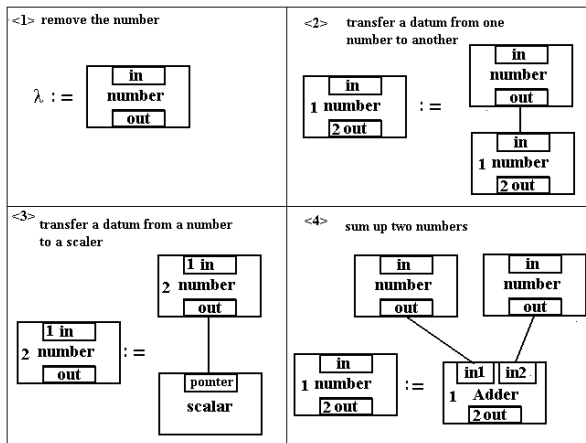 <1> remove the number
in
λ := number
out
<2> transfer a datum from one
number to another
in
number
out
in
1 number
2 out
:=
in
1 number
2 out
<3> transfer a datum from a number
to a scaler
1 in
2 number
out
1 in
2 number
out
:=
pointer
scalar
<4> sum up two numbers
in
number
out
in
number
out
in
1 number
2 out
:=
in1 in2
1 Adder
2 out